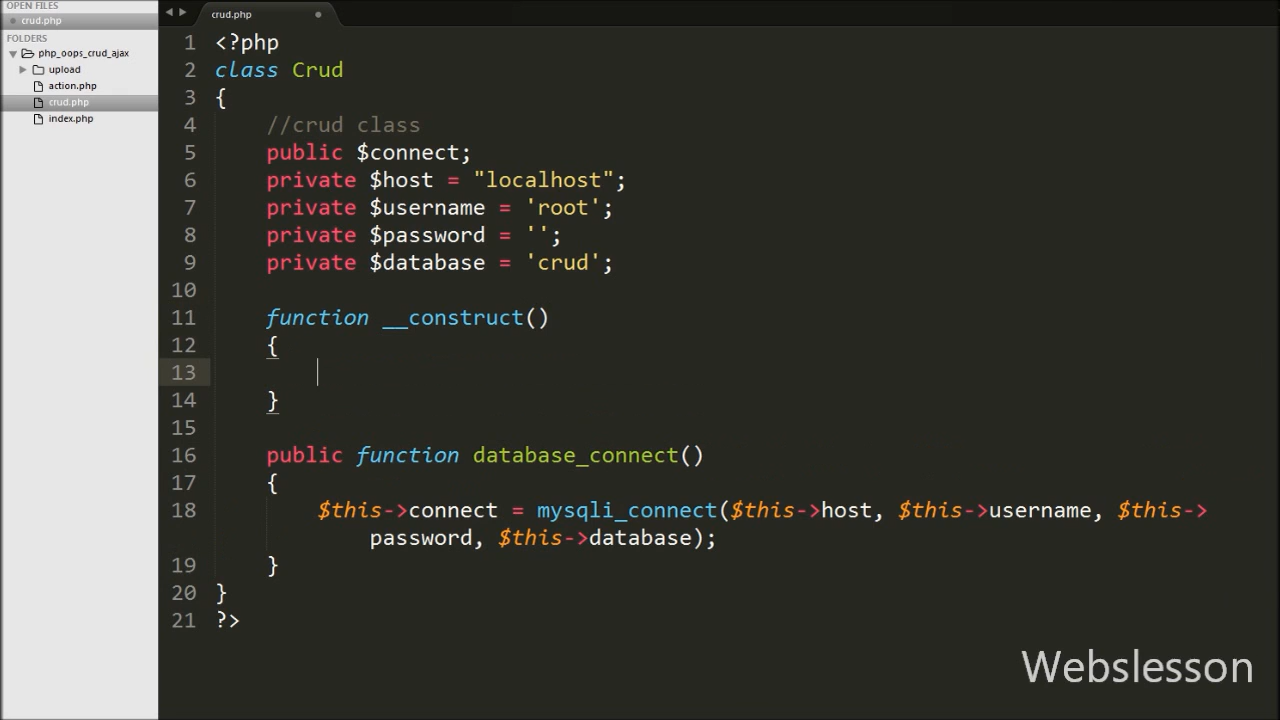 OPEN FILES
crud.php
FOLDERS
php_oops_crud_ajax
upload
action.php
crud.php
index.php
crud.php
1 <?php
2 class Crud
3 {
4 //crud class
5 public $connect;
6 private $host = "localhost";
7 private $username = 'root';
8 private $password = '';
9 private $database = 'crud';
10
11 function __construct()
12 {
13
14 }
15
16 public function database_connect()
17 {
18 $this->connect = mysqli_connect($this->host, $this->username, $this->
password, $this->database);
19 }
20 }
21 ?>
Webslesson